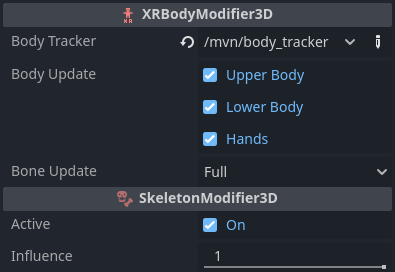 XRBodyModifier3D
Body Tracker /mvn/body_tracker
Body Update Upper Body
Lower Body
Hands
Bone Update Full
SkeletonModifier3D
Active On
Influence 1